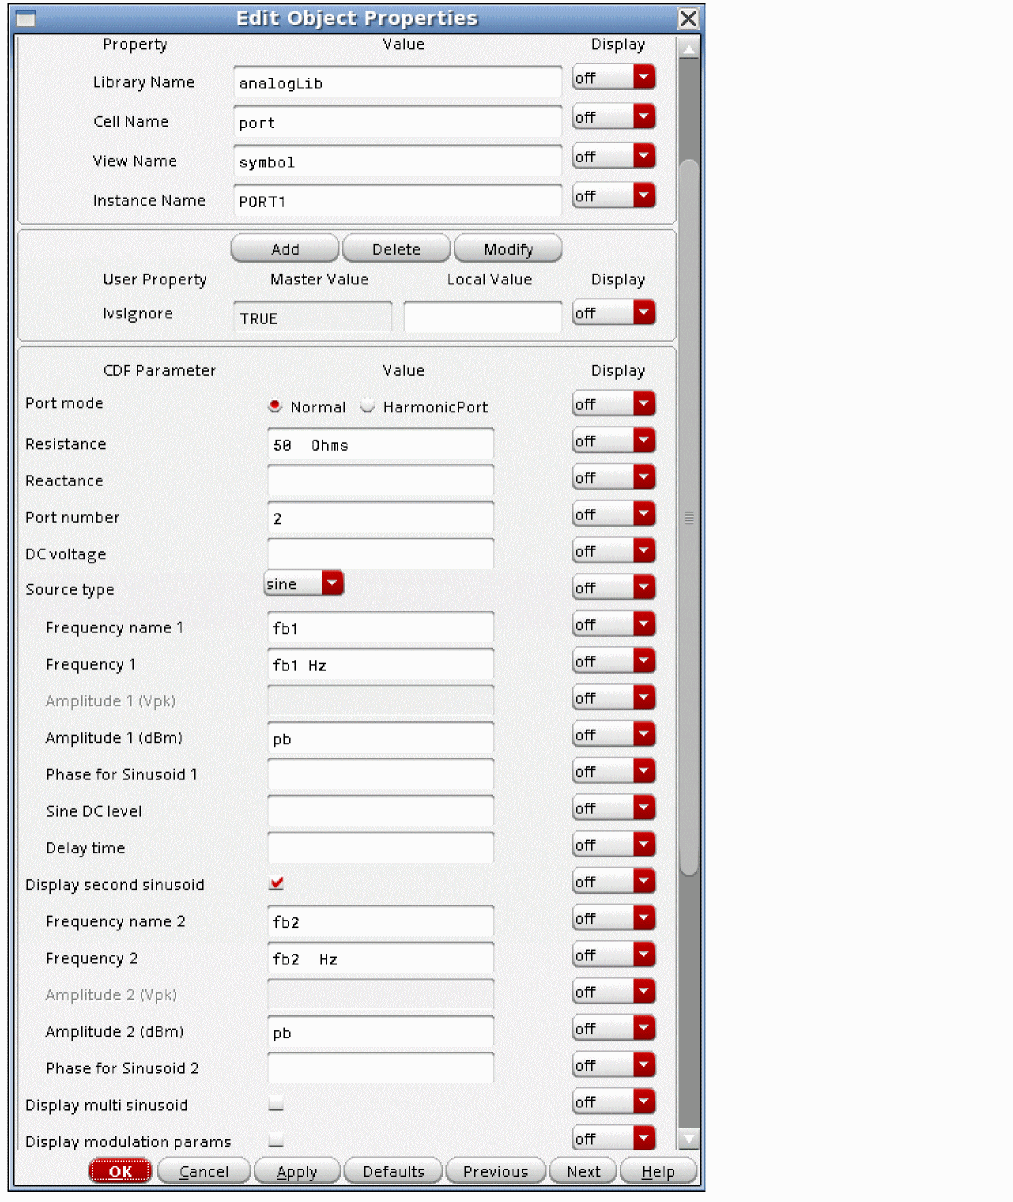 Edit Object Properties
Property Value Display
Library Name analogLib off
Cell Name port off
View Name symbol off
Instance Name PORT1 off
Add Delete Modify
User Property Master Value Local Value Display
lvsIgnore TRUE off
CDF Parameter Value Display
Port mode Normal HarmonicPort off
Resistance 50 Ohms off
Reactance off
Port number 2 off
DC voltage off
Source type sine off
Frequency name 1 fb1 off
Frequency 1 fb1 Hz off
Amplitude 1 (Vpk) off
Amplitude 1 (dBm) pb off
Phase for Sinusoid 1 off
Sine DC level off
Delay time off
Display second sinusoid off
Frequency name 2 fb2 off
Frequency 2 fb2 Hz off
Amplitude 2 (Vpk) off
Amplitude 2 (dBm) pb off
Phase for Sinusoid 2 off
Display multi sinusoid off
Display modulation params off
OK Cancel Apply Defaults Previous Next Help